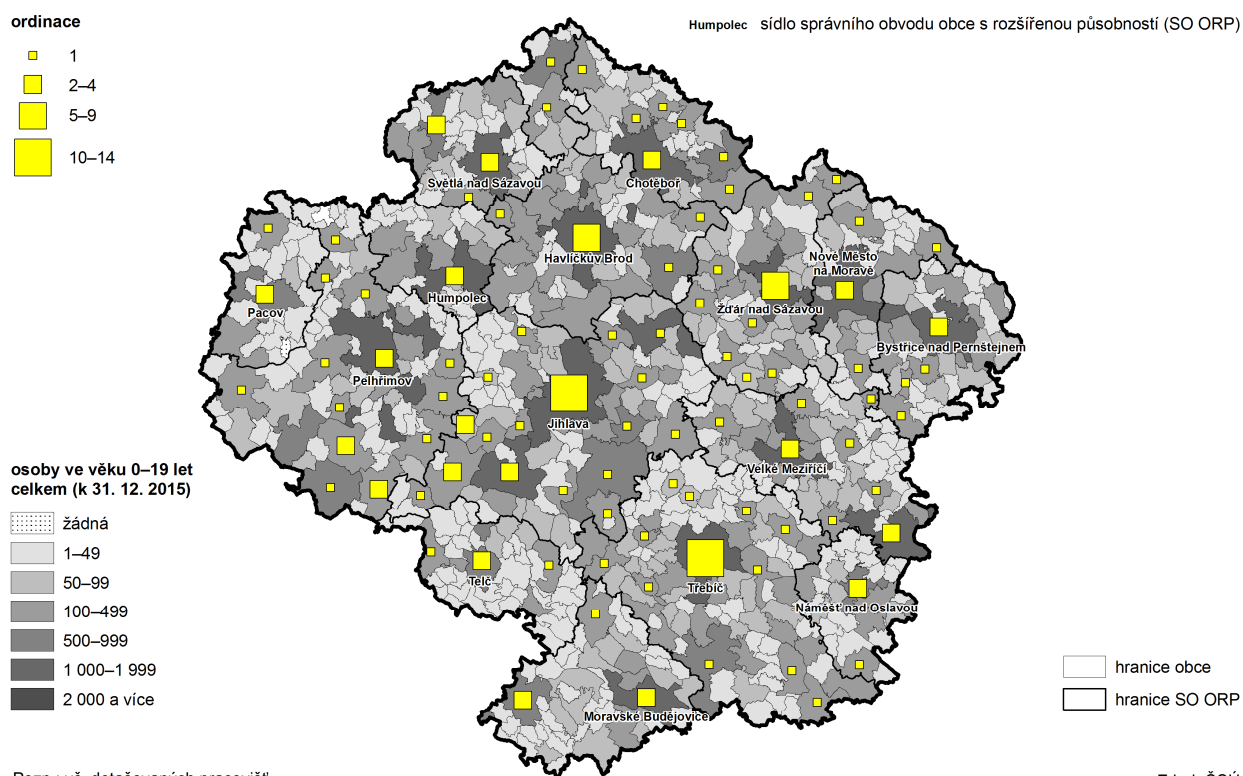 ordinace
1
2–4
5–9
10–14
Humpolec sídlo správního obvodu obce s rozšířenou působností (SO ORP)
Světlá nad Sázavou
Chotěboř
Havlíčkův Brod
Nové Město
na Moravě
Humpolec
Pacov
Žďár nad Sázavou
Bystřice nad Pernštejnem
Pelhřimov
Jihlava
Velké Meziříčí
Telč
Třebíč
Náměšť nad Oslavou
Moravské Budějovice
osoby ve věku 0–19 let
celkem (k 31. 12. 2015)
žádná
1–49
50–99
100–499
500–999
1 000–1 999
2 000 a více
hranice obce
hranice SO ORP